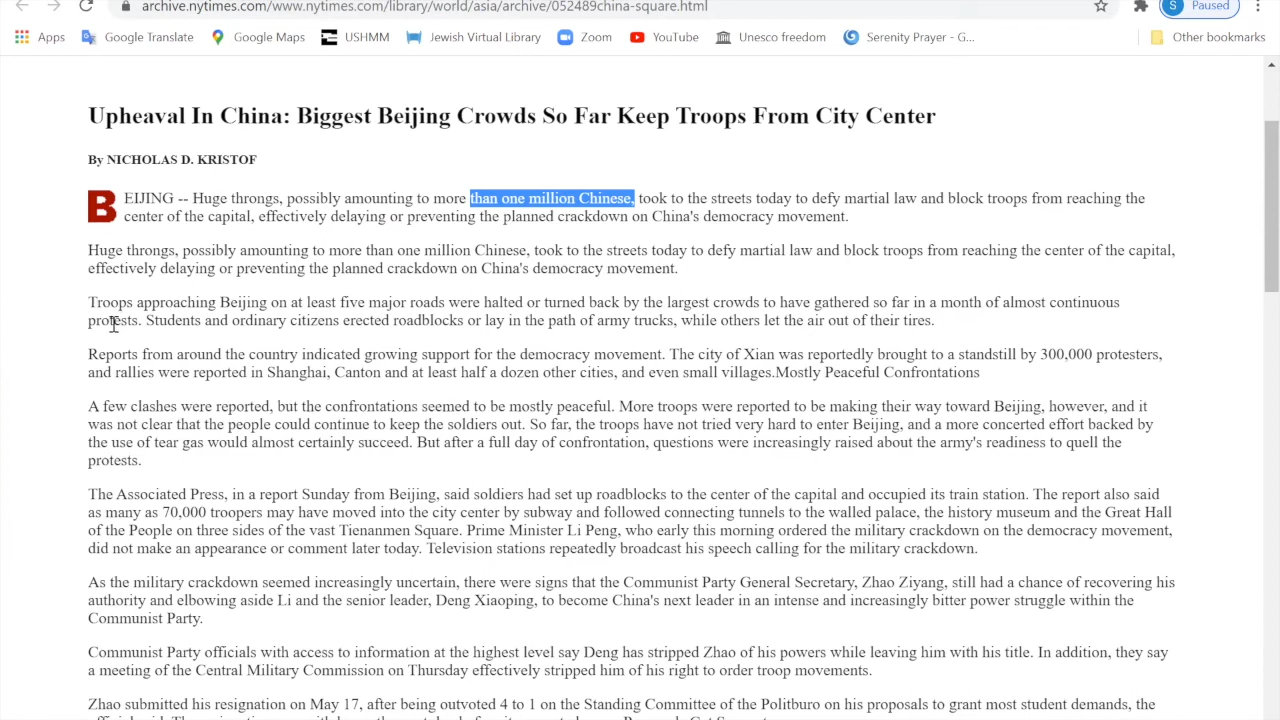 archive.nytimes.com/www.nytimes.com/library/world/asia/archive/052489china-square.html
S Paused
Apps Google Translate Google Maps USHMM Jewish Virtual Library Zoom YouTube Unesco freedom Serenity Prayer - G... Other bookmarks
Upheaval In China: Biggest Beijing Crowds So Far Keep Troops From City Center
By NICHOLAS D. KRISTOF
BEIJING -- Huge throngs, possibly amounting to more than one million Chinese, took to the streets today to defy martial law and block troops from reaching the
center of the capital, effectively delaying or preventing the planned crackdown on China's democracy movement.
Huge throngs, possibly amounting to more than one million Chinese, took to the streets today to defy martial law and block troops from reaching the center of the capital,
effectively delaying or preventing the planned crackdown on China's democracy movement.
Troops approaching Beijing on at least five major roads were halted or turned back by the largest crowds to have gathered so far in a month of almost continuous
protests. Students and ordinary citizens erected roadblocks or lay in the path of army trucks, while others let the air out of their tires.
Reports from around the country indicated growing support for the democracy movement. The city of Xian was reportedly brought to a standstill by 300,000 protesters,
and rallies were reported in Shanghai, Canton and at least half a dozen other cities, and even small villages.Mostly Peaceful Confrontations
A few clashes were reported, but the confrontations seemed to be mostly peaceful. More troops were reported to be making their way toward Beijing, however, and it
was not clear that the people could continue to keep the soldiers out. So far, the troops have not tried very hard to enter Beijing, and a more concerted effort backed by
the use of tear gas would almost certainly succeed. But after a full day of confrontation, questions were increasingly raised about the army's readiness to quell the
protests.
The Associated Press, in a report Sunday from Beijing, said soldiers had set up roadblocks to the center of the capital and occupied its train station. The report also said
as many as 70,000 troopers may have moved into the city center by subway and followed connecting tunnels to the walled palace, the history museum and the Great Hall
of the People on three sides of the vast Tienanmen Square. Prime Minister Li Peng, who early this morning ordered the military crackdown on the democracy movement,
did not make an appearance or comment later today. Television stations repeatedly broadcast his speech calling for the military crackdown.
As the military crackdown seemed increasingly uncertain, there were signs that the Communist Party General Secretary, Zhao Ziyang, still had a chance of recovering his
authority and elbowing aside Li and the senior leader, Deng Xiaoping, to become China's next leader in an intense and increasingly bitter power struggle within the
Communist Party.
Communist Party officials with access to information at the highest level say Deng has stripped Zhao of his powers while leaving him with his title. In addition, they say
a meeting of the Central Military Commission on Thursday effectively stripped him of his right to order troop movements.
Zhao submitted his resignation on May 17, after being outvoted 4 to 1 on the Standing Committee of the Politburo on his proposals to grant most student demands, the